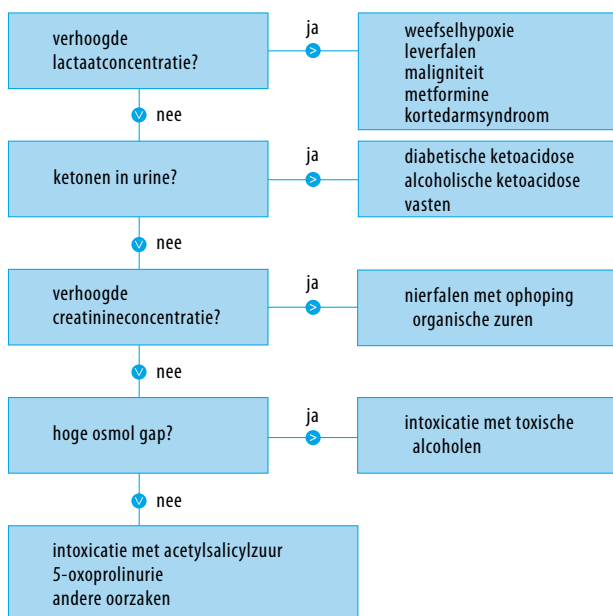 verhoogde
lactaatconcentratie?
ja
weefselhypoxie
leverfalen
maligniteit
metformine
kortedarmsyndroom
nee
ketonen in urine?
ja
diabetische ketoacidose
alcoholische ketoacidose
vasten
nee
verhoogde
creatinineconcentratie?
ja
nierfalen met ophoping
organische zuren
nee
hoge osmol gap?
ja
intoxicatie met toxische
alcoholen
nee
intoxicatie met acetylsalicylzuur
5-oxoprolinurie
andere oorzaken